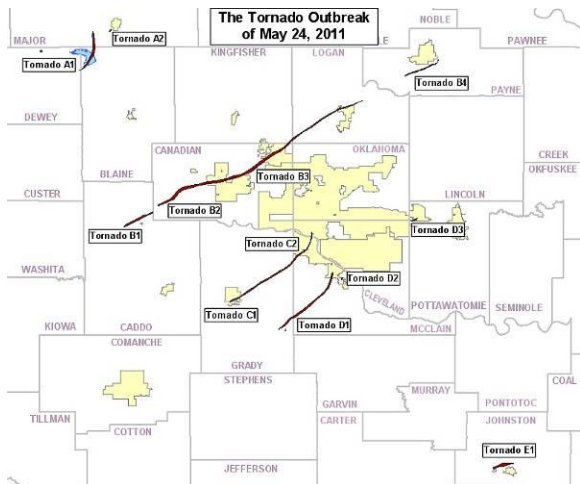 The Tornado Outbreak
of May 24, 2011
NOBLE
MAJOR
Tornado A2
KINGFISHER
LOGAN
PAWNEE
Tornado A1
Tornado B4
PAYNE
DEWEY
CANADIAN
OKLAHOMA
CREEK
OKFUSKEE
BLAINE
Tornado B3
CUSTER
LINCOLN
Tornado B2
Tornado B1
Tornado D3
Tornado C2
WASHITA
Tornado D2
CLEVELAND
POTTAWATOMIE
SEMINOLE
Tornado C1
Tornado D1
KIOWA
CADDO
MCCLAIN
COMANCHE
GRADY
STEPHENS
COAL
MURRAY
GARVIN
PONTOTOC
TILLMAN
CARTER
JOHNSTON
COTTON
Tornado E1
JEFFERSON